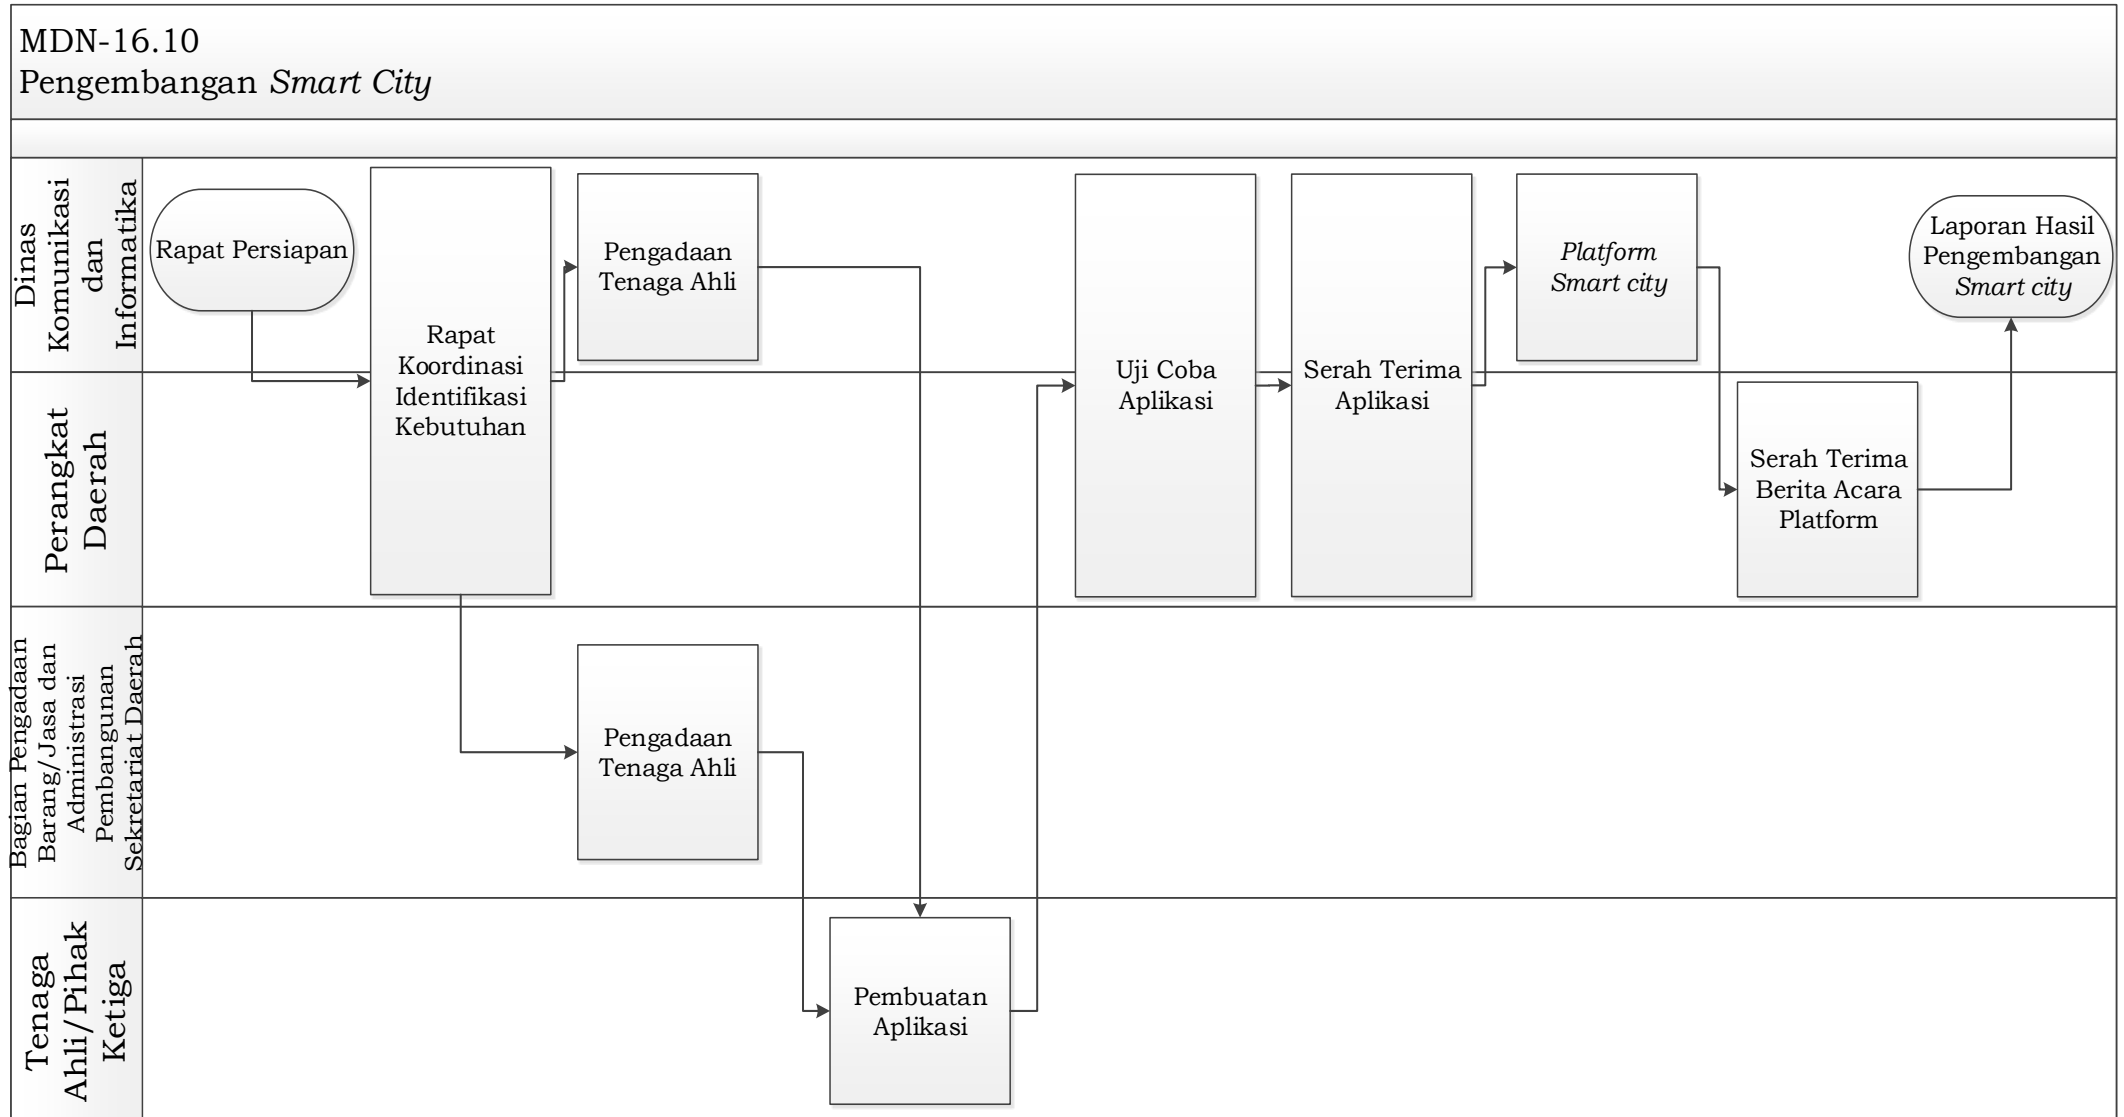 MDN-16.10
Pengembangan Smart City
Dinas
Komunikasi
dan
Informatika
Rapat Persiapan
Rapat
Koordinasi
Identifikasi
Kebutuhan
Pengadaan
Tenaga Ahli
Uji Coba
Aplikasi
Serah Terima
Aplikasi
Platform
Smart city
Laporan Hasil
Pengembangan
Smart city
Perangkat
Daerah
Serah Terima
Berita Acara
Platform
Bagian Pengadaan
Barang/Jasa dan
Administrasi
Pembangunan
Sekretariat Daerah
Pengadaan
Tenaga Ahli
Tenaga
Ahli/Pihak
Ketiga
Pembuatan
Aplikasi